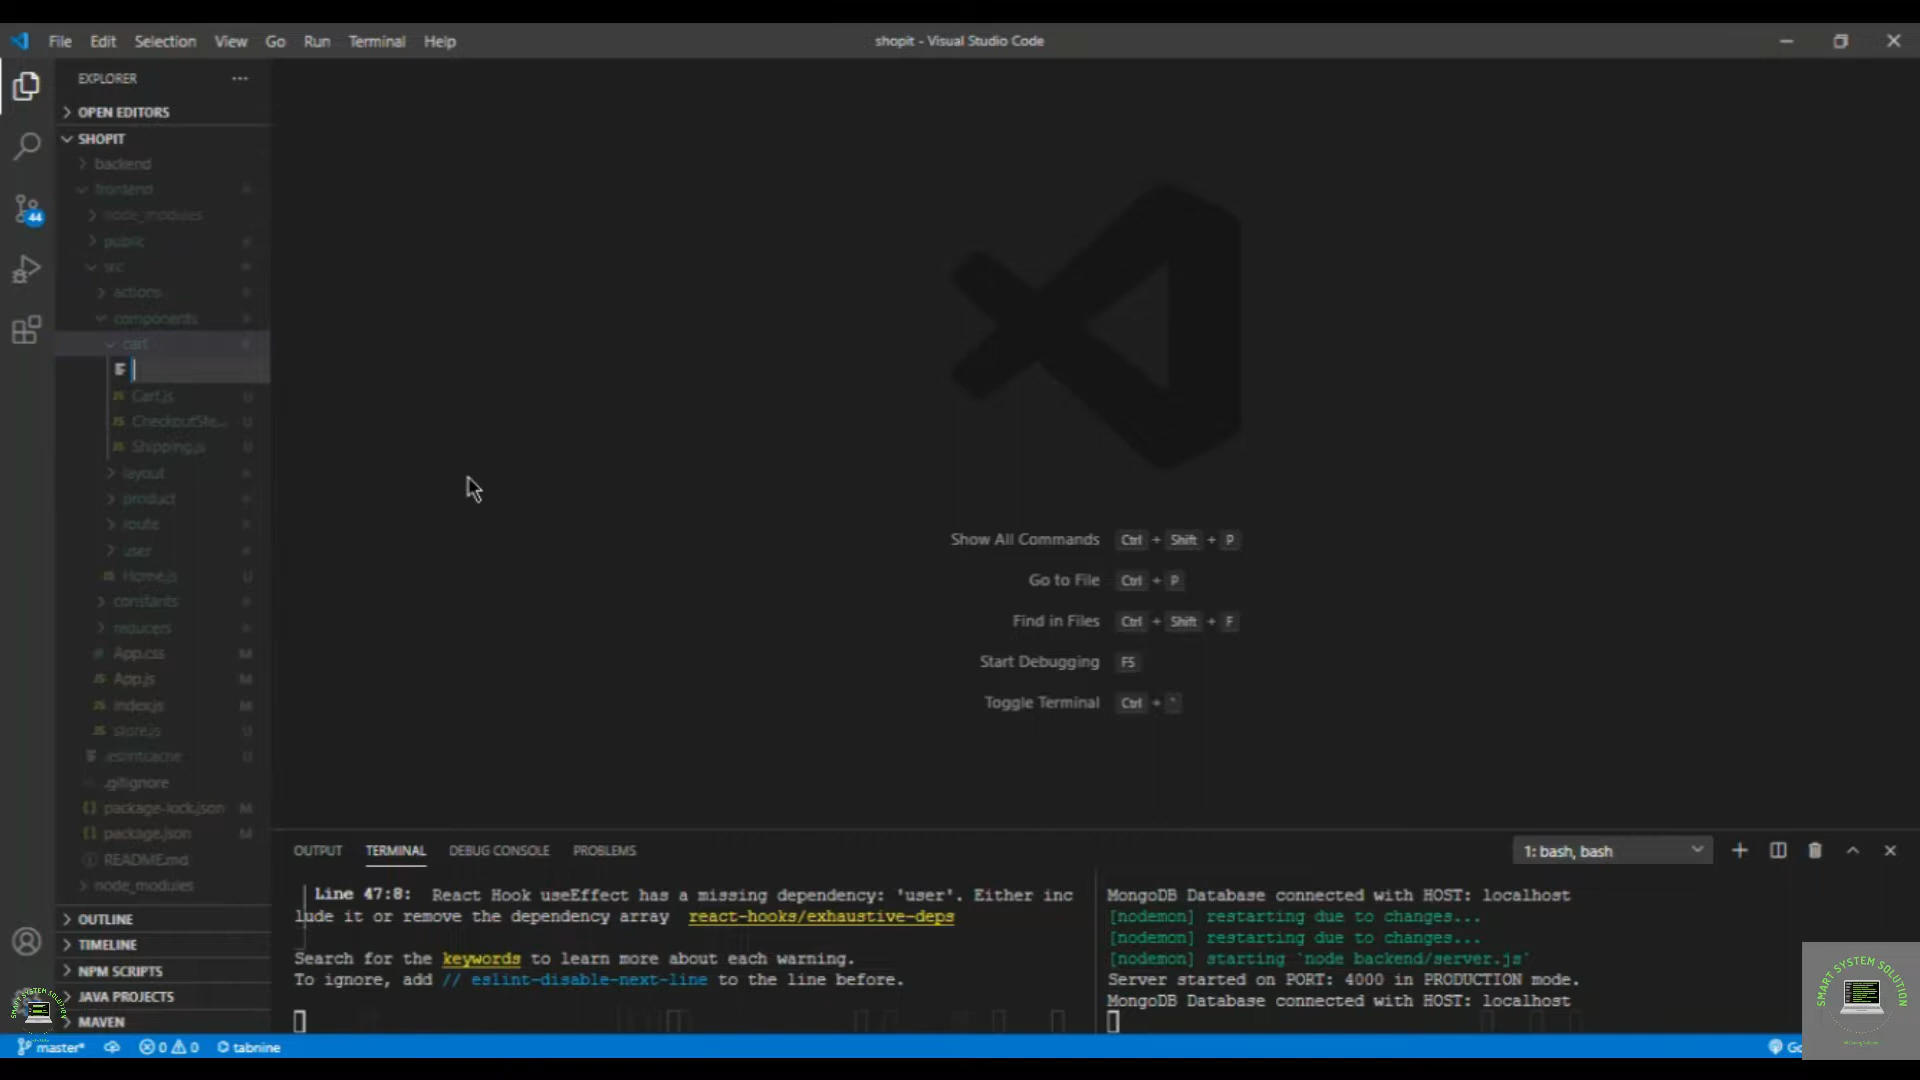 File Edit Selection View Go Run Terminal Help
shopit - Visual Studio Code
EXPLORER
OPEN EDITORS
SHOPIT
backend
frontend
node_modules
public
src
actions
components
cart
Cart.js U
CheckoutSte... U
Shipping.js U
layout
product
route
user
Home.js U
constants
reducers
App.css M
App.js M
index.js M
store.js U
.eslintcache U
.gitignore
package-lock.json M
package.json M
README.md
node_modules
OUTLINE
TIMELINE
NPM SCRIPTS
JAVA PROJECTS
MAVEN
44
Show All Commands Ctrl + Shift + P
Go to File Ctrl + P
Find in Files Ctrl + Shift + F
Start Debugging F5
Toggle Terminal Ctrl + `
OUTPUT TERMINAL DEBUG CONSOLE PROBLEMS
1: bash, bash
Line 47:8: React Hook useEffect has a missing dependency: 'user'. Either inc
lude it or remove the dependency array react-hooks/exhaustive-deps
Search for the keywords to learn more about each warning.
To ignore, add // eslint-disable-next-line to the line before.
MongoDB Database connected with HOST: localhost
[nodemon] restarting due to changes...
[nodemon] restarting due to changes...
[nodemon] starting `node backend/server.js`
Server started on PORT: 4000 in PRODUCTION mode.
MongoDB Database connected with HOST: localhost
master* 0 0 tabnine
Go
SMART SYSTEM SOLUTION